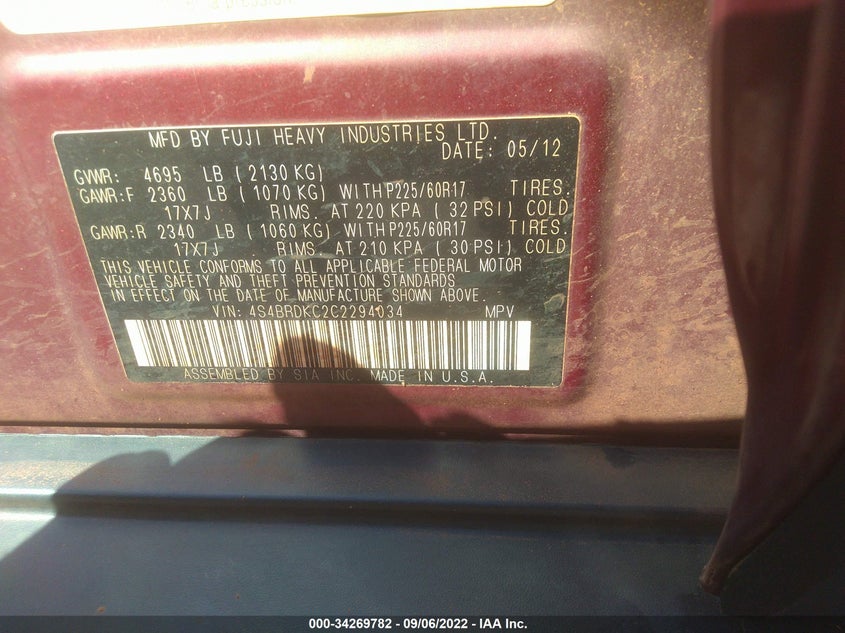 MFD BY FUJI HEAVY INDUSTRIES LTD.
DATE: 05/12
GVWR: 4695 LB ( 2130 KG)
GAWR:F 2360 LB ( 1070 KG) WITH P225/60R17 TIRES.
17X7J RIMS. AT 220 KPA ( 32 PSI) COLD
GAWR:R 2340 LB ( 1060 KG) WITH P225/60R17 TIRES.
17X7J RIMS. AT 210 KPA ( 30 PSI) COLD
THIS VEHICLE CONFORMS TO ALL APPLICABLE FEDERAL MOTOR
VEHICLE SAFETY AND THEFT PREVENTION STANDARDS
IN EFFECT ON THE DATE OF MANUFACTURE SHOWN ABOVE.
VIN: 4S4BRDKC2C2294034 MPV
ASSEMBLED BY SIA INC. MADE IN U.S.A.
000-34269782 - 09/06/2022 - IAA Inc.